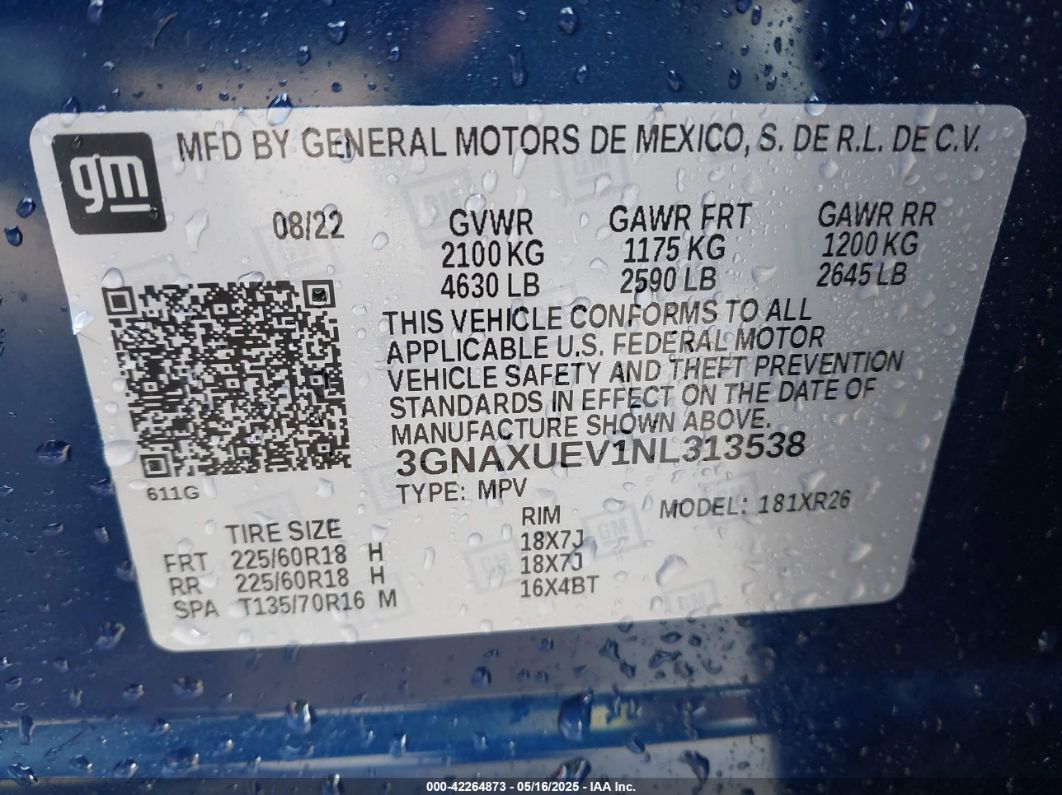 gm
MFD BY GENERAL MOTORS DE MEXICO, S. DE R.L. DE C.V.
08/22
GVWR GAWR FRT GAWR RR
2100 KG 1175 KG 1200 KG
4630 LB 2590 LB 2645 LB
THIS VEHICLE CONFORMS TO ALL
APPLICABLE U.S. FEDERAL MOTOR
VEHICLE SAFETY AND THEFT PREVENTION
STANDARDS IN EFFECT ON THE DATE OF
MANUFACTURE SHOWN ABOVE.
3GNAXUEV1NL313538
611G
TYPE: MPV MODEL: 181XR26
TIRE SIZE RIM
FRT 225/60R18 H 18X7J
RR 225/60R18 H 18X7J
SPA T135/70R16 M 16X4BT
000-42264873 - 05/16/2025 - IAA Inc.